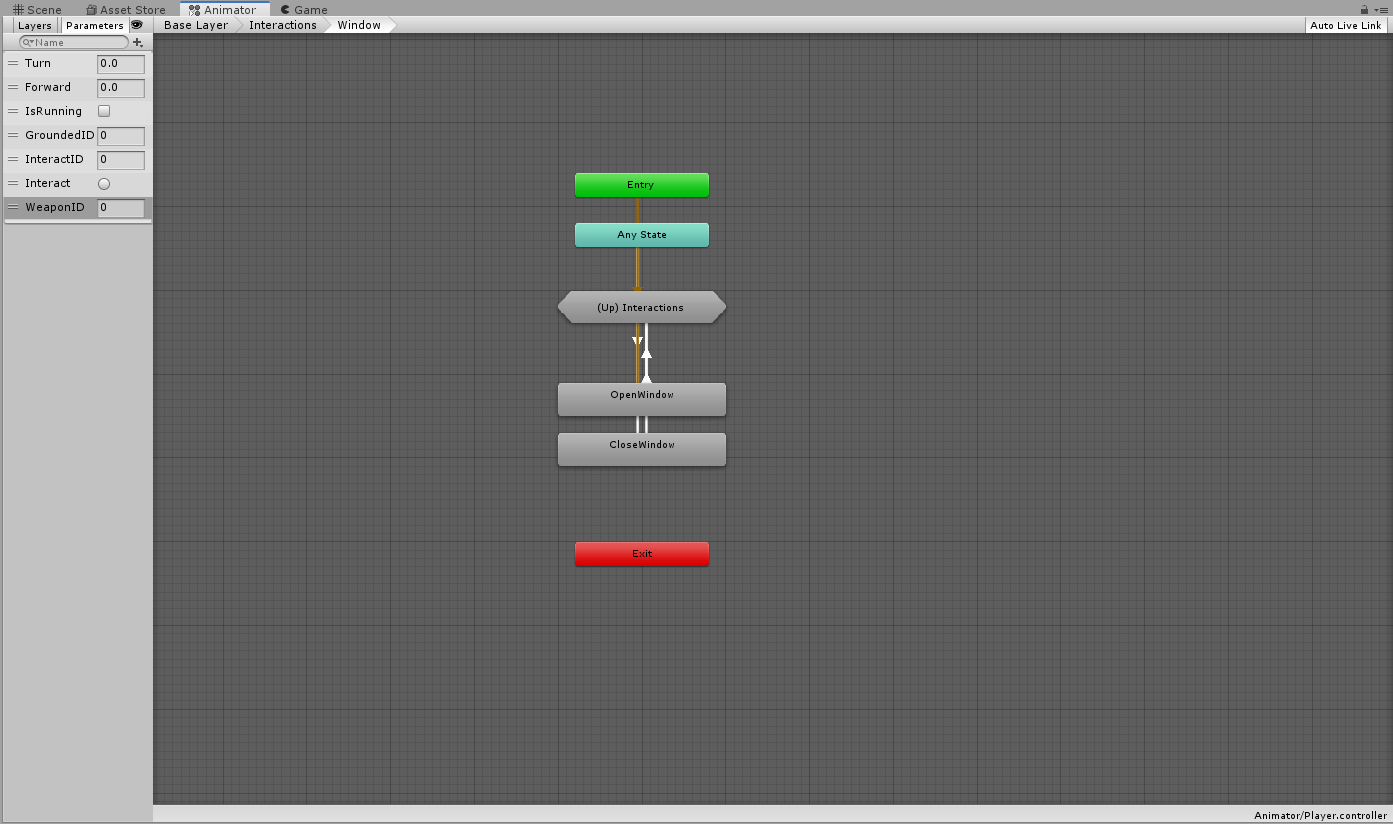 Scene Asset Store Animator Game
Layers Parameters Base Layer Interactions Window Auto Live Link
Name
Turn 0.0
Forward 0.0
IsRunning
GroundedID 0
InteractID 0
Interact
WeaponID 0
Entry
Any State
(Up) Interactions
OpenWindow
CloseWindow
Exit
Animator/Player.controller